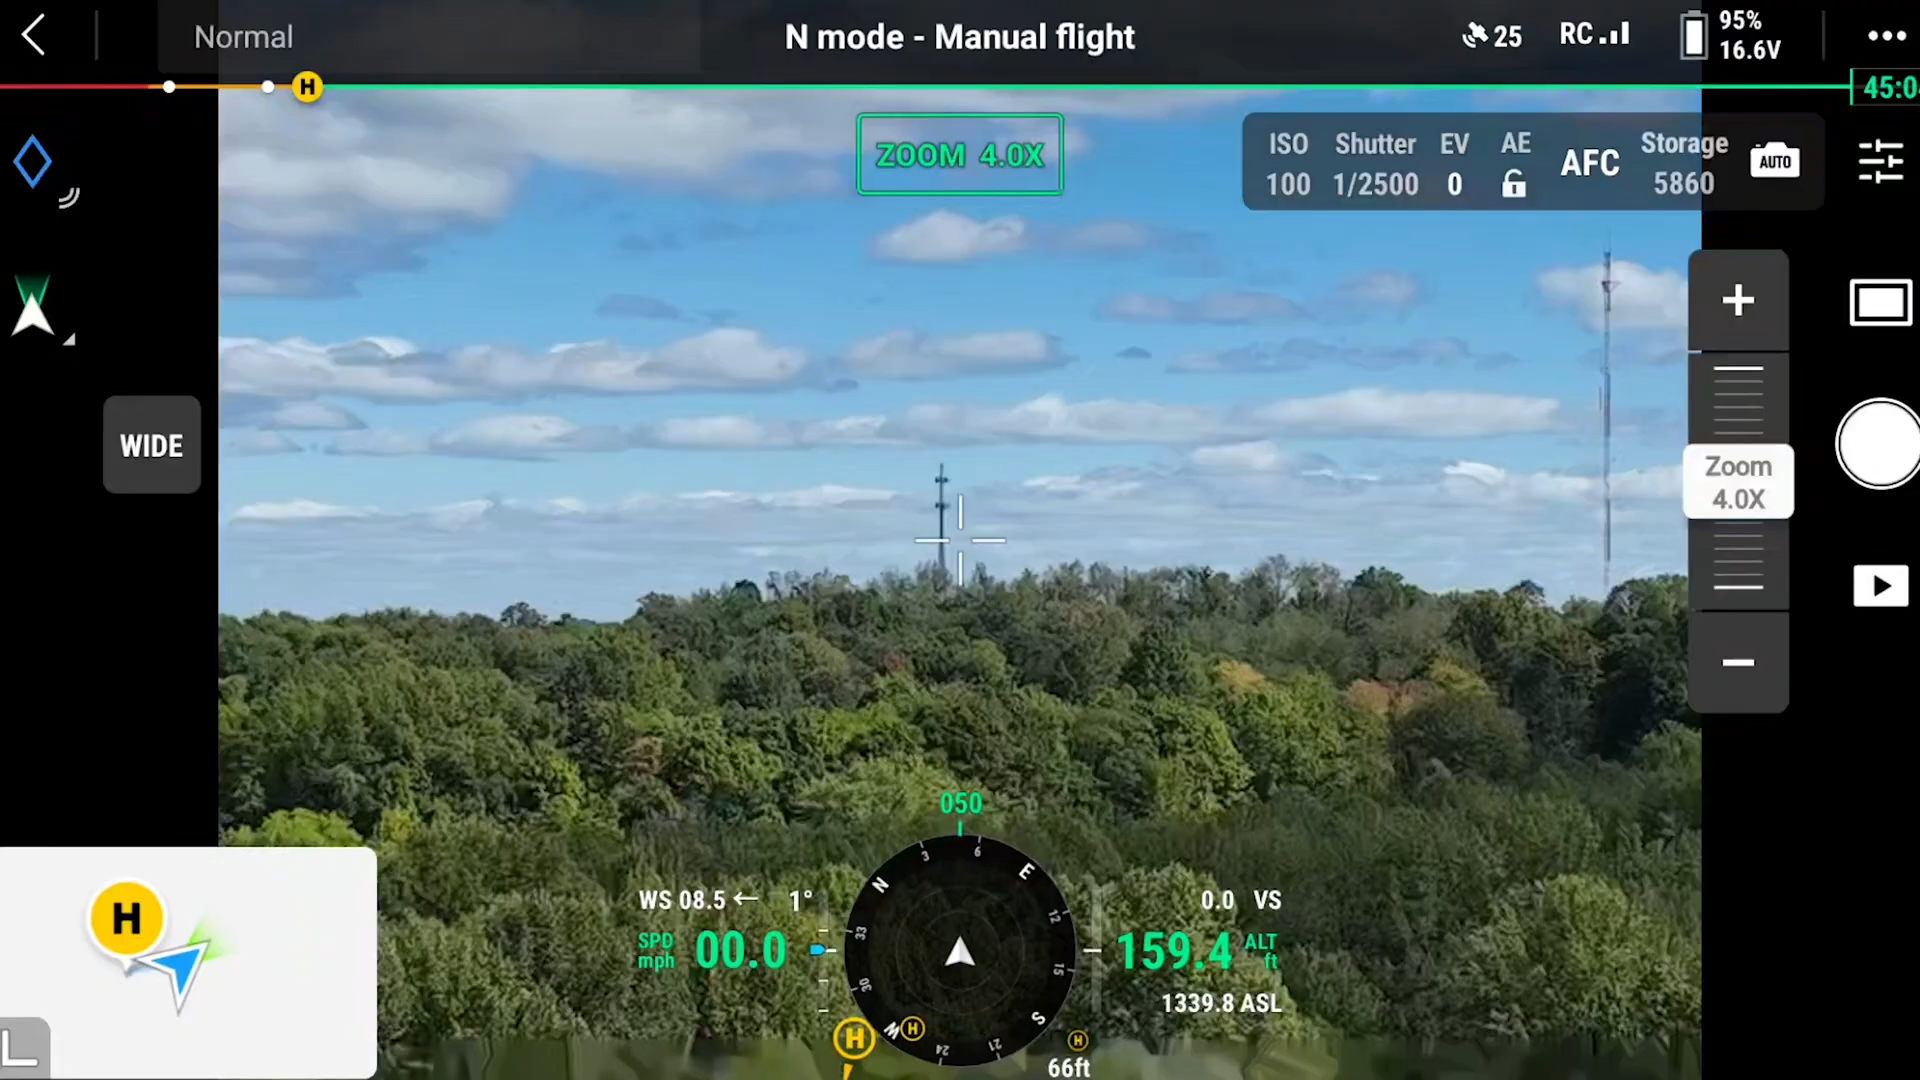 Normal
N mode - Manual flight
25
RC
95%
16.6V
H
45:0
ZOOM 4.0X
ISO
100
Shutter
1/2500
EV
0
AE
AFC
Storage
5860
AUTO
WIDE
+
Zoom
4.0X
−
050
H
WS 08.5 ← 1°
SPD
mph
00.0
N 3 6 E 12 15 S 21 24 W 30 33
0.0 VS
159.4 ALT
ft
1339.8 ASL
H
H
H
66ft
L